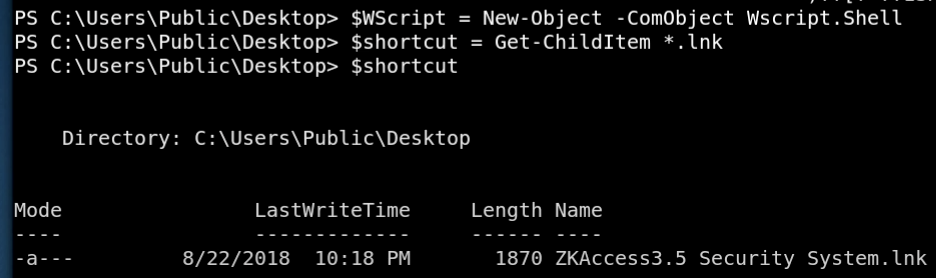 PS C:\Users\Public\Desktop> $WScript = New-Object -ComObject Wscript.Shell
PS C:\Users\Public\Desktop> $shortcut = Get-ChildItem *.lnk
PS C:\Users\Public\Desktop> $shortcut
Directory: C:\Users\Public\Desktop
Mode LastWriteTime Length Name
---- ------------- ------ ----
-a--- 8/22/2018 10:18 PM 1870 ZKAccess3.5 Security System.lnk